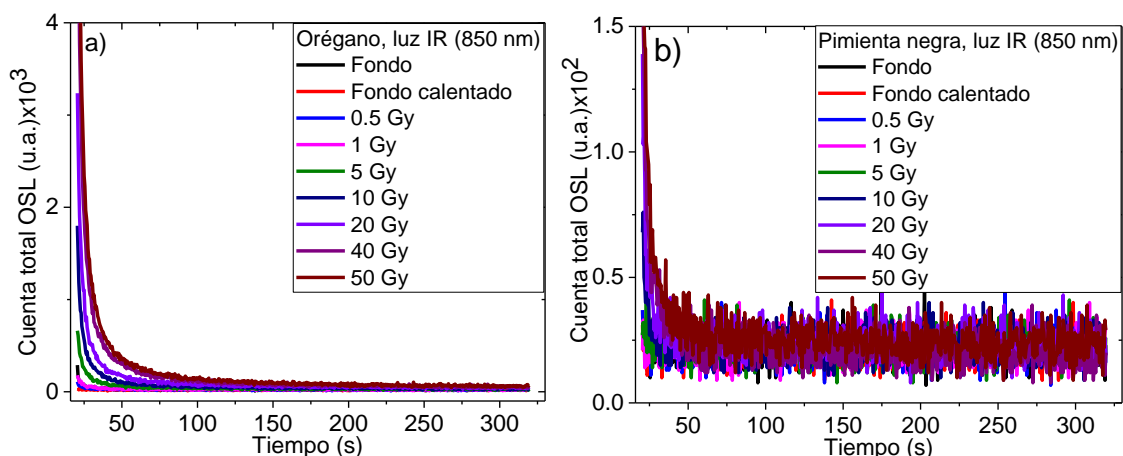 a)
Orégano, luz IR (850 nm)
Fondo
Fondo calentado
0.5 Gy
1 Gy
5 Gy
10 Gy
20 Gy
40 Gy
50 Gy
Cuenta total OSL (u.a.)x10³
4
2
0
50 100 150 200 250 300
Tiempo (s)
b)
Pimienta negra, luz IR (850 nm)
Fondo
Fondo calentado
0.5 Gy
1 Gy
5 Gy
10 Gy
20 Gy
40 Gy
50 Gy
Cuenta total OSL (u.a.)x10²
1.5
1.0
0.5
0.0
50 100 150 200 250 300
Tiempo (s)